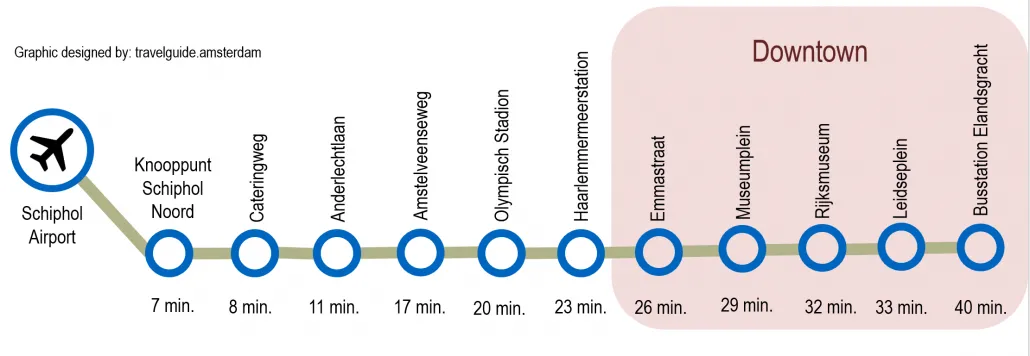 Graphic designed by: travelguide.amsterdam
Downtown
Schiphol
Airport
Knooppunt
Schiphol
Noord
Cateringweg
Anderlechtlaan
Amstelveenseweg
Olympisch Stadion
Haarlemmermeerstation
Emmastraat
Museumplein
Rijksmuseum
Leidseplein
Busstation Elandsgracht
7 min.
8 min.
11 min.
17 min.
20 min.
23 min.
26 min.
29 min.
32 min.
33 min.
40 min.